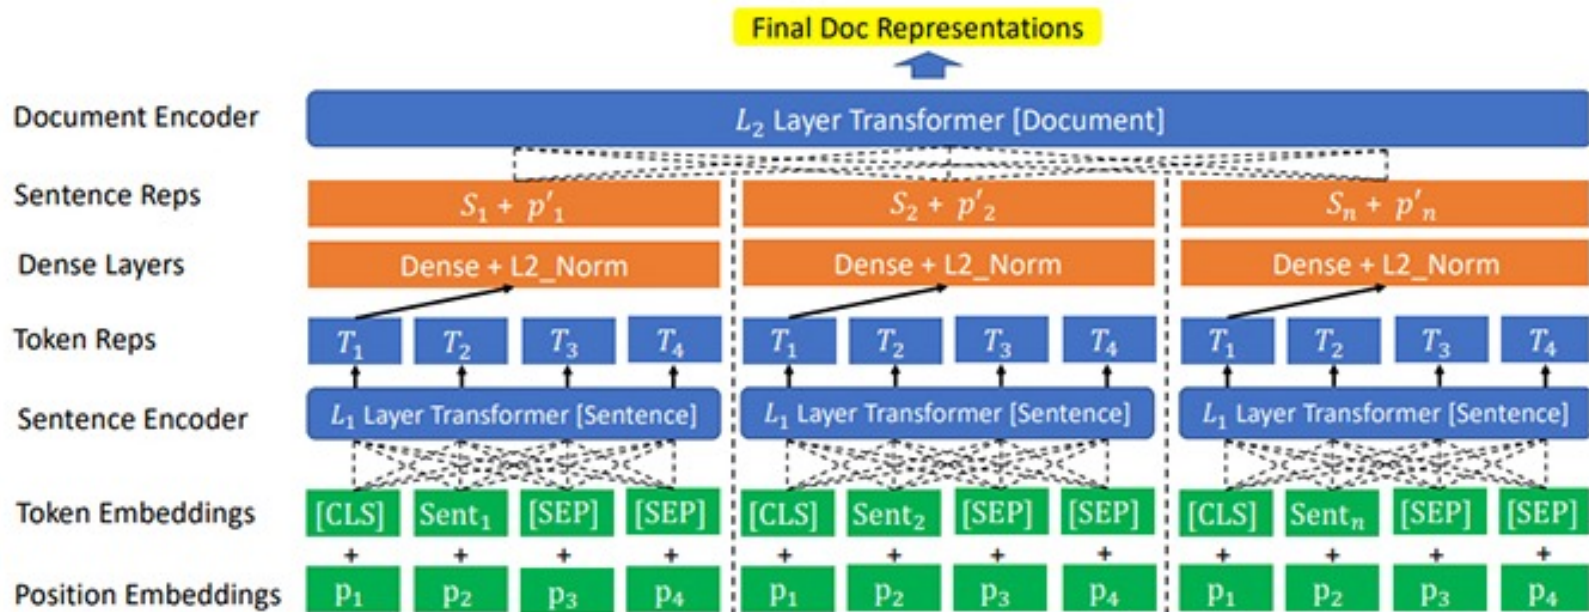 Final Doc Representations
Document Encoder L₂ Layer Transformer [Document]
Sentence Reps S₁ + p′₁ S₂ + p′₂ Sₙ + p′ₙ
Dense Layers Dense + L2_Norm Dense + L2_Norm Dense + L2_Norm
Token Reps T₁ T₂ T₃ T₄ T₁ T₂ T₃ T₄ T₁ T₂ T₃ T₄
Sentence Encoder L₁ Layer Transformer [Sentence] L₁ Layer Transformer [Sentence] L₁ Layer Transformer [Sentence]
Token Embeddings [CLS] Sent₁ [SEP] [SEP] [CLS] Sent₂ [SEP] [SEP] [CLS] Sentₙ [SEP] [SEP]
+ + + + + + + + + + + +
Position Embeddings p₁ p₂ p₃ p₄ p₁ p₂ p₃ p₄ p₁ p₂ p₃ p₄